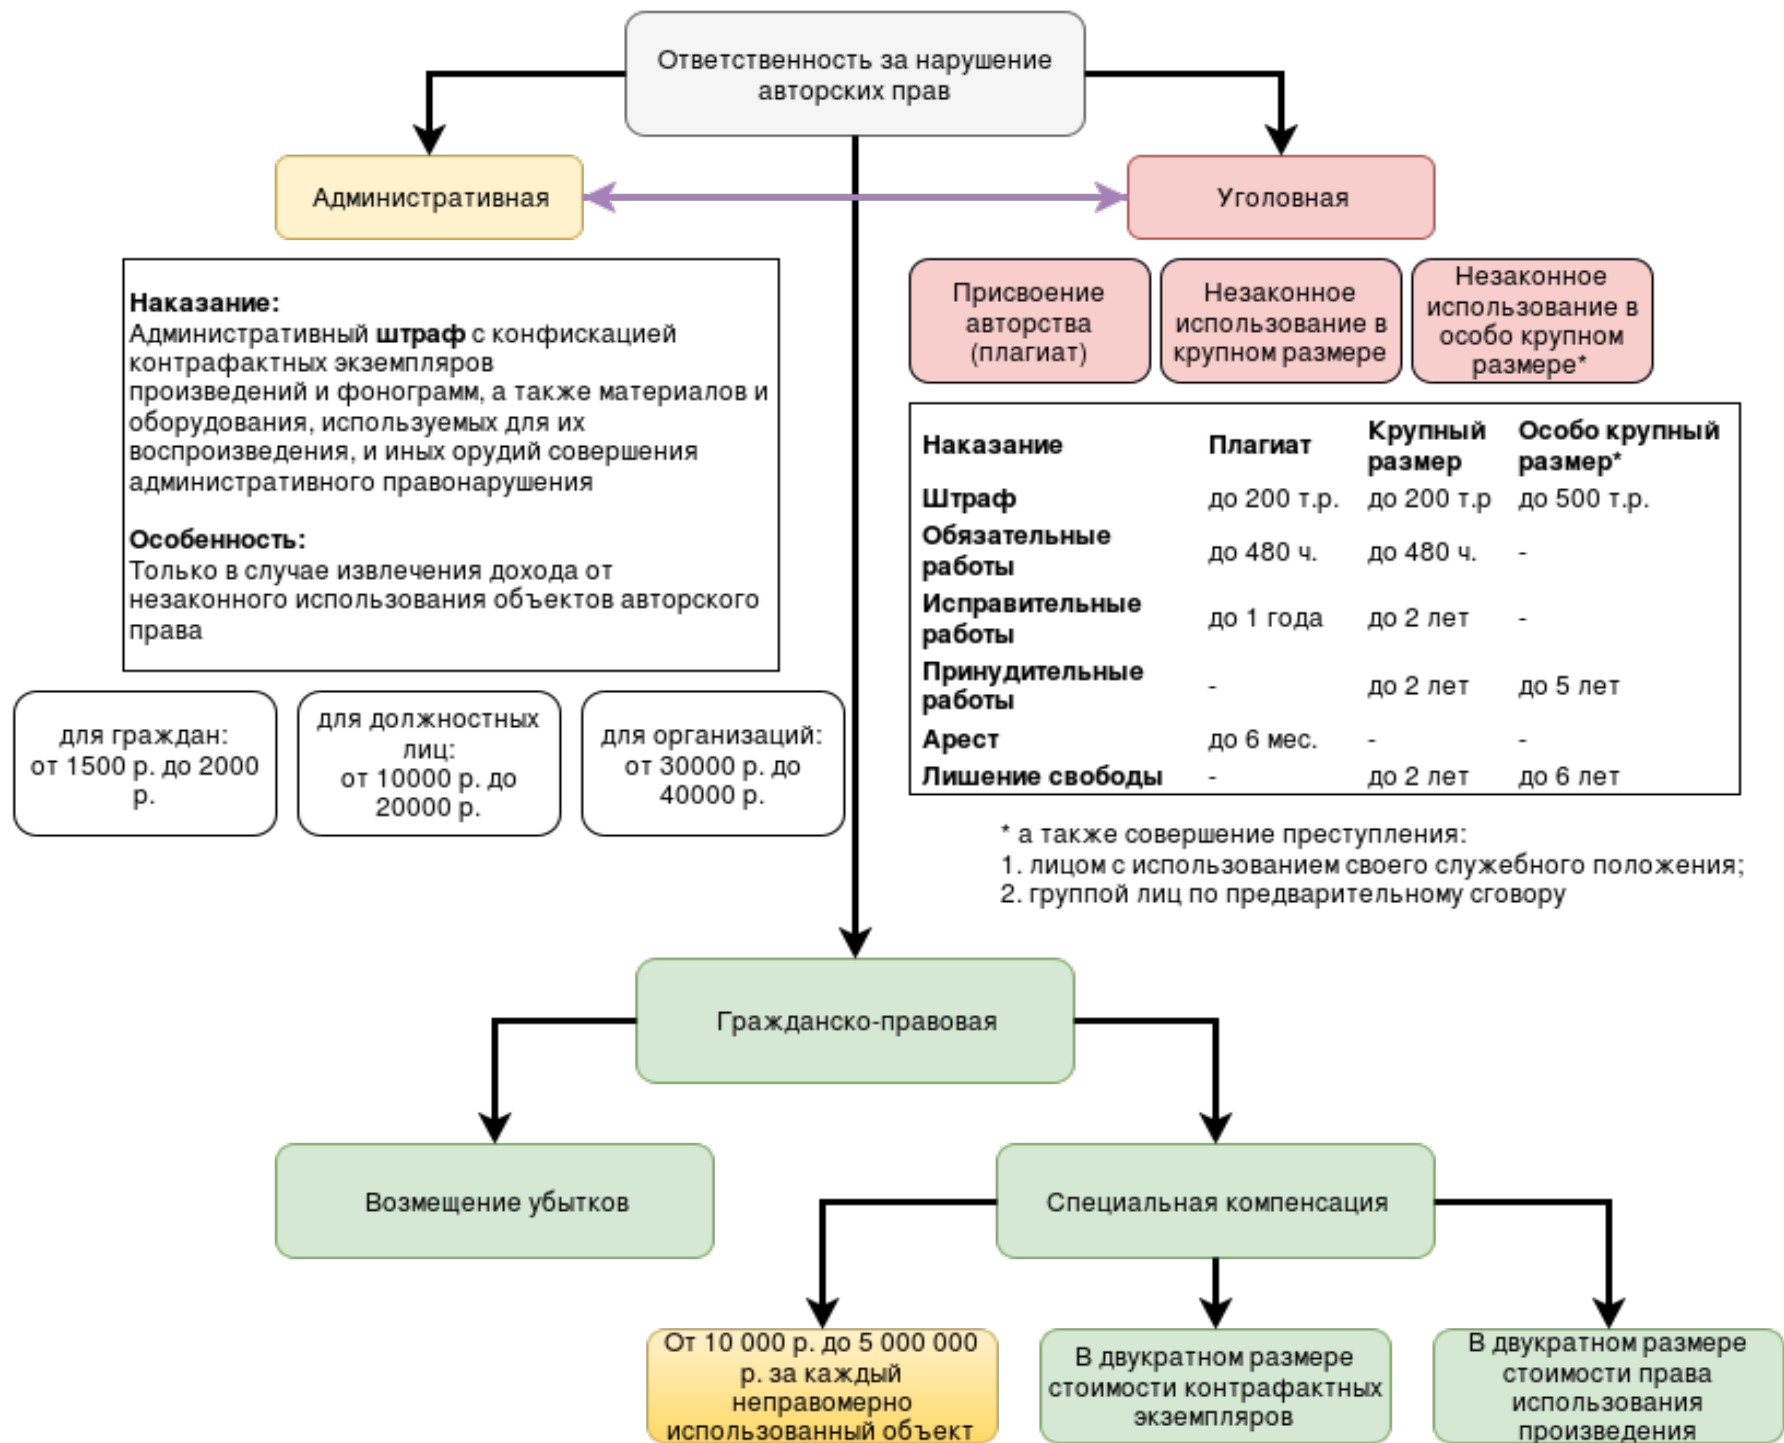 Ответственность за нарушение
авторских прав
Административная
Уголовная
Наказание:
Административный штраф с конфискацией
контрафактных экземпляров
произведений и фонограмм, а также материалов и
оборудования, используемых для их
воспроизведения, и иных орудий совершения
административного правонарушения
Особенность:
Только в случае извлечения дохода от
незаконного использования объектов авторского
права
для граждан:
от 1500 р. до 2000
р.
для должностных
лиц:
от 10000 р. до
20000 р.
для организаций:
от 30000 р. до
40000 р.
Присвоение
авторства
(плагиат)
Незаконное
использование в
крупном размере
Незаконное
использование в
особо крупном
размере*
Наказание Плагиат Крупный размер Особо крупный размер*
Штраф до 200 т.р. до 200 т.р до 500 т.р.
Обязательные работы до 480 ч. до 480 ч. -
Исправительные работы до 1 года до 2 лет -
Принудительные работы - до 2 лет до 5 лет
Арест до 6 мес. - -
Лишение свободы - до 2 лет до 6 лет
* а также совершение преступления:
1. лицом с использованием своего служебного положения;
2. группой лиц по предварительному сговору
Гражданско-правовая
Возмещение убытков
Специальная компенсация
От 10 000 р. до 5 000 000
р. за каждый
неправомерно
использованный объект
В двукратном размере
стоимости контрафактных
экземпляров
В двукратном размере
стоимости права
использования
произведения